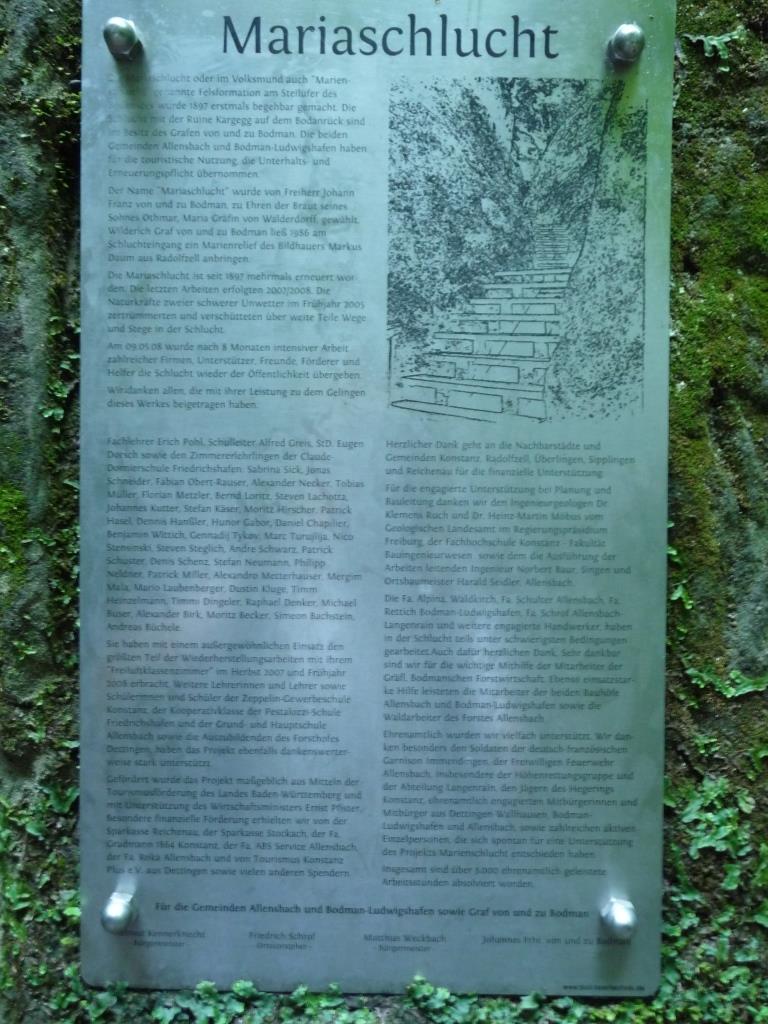 Mariaschlucht
schlucht oder im Volksmund auch "Marien-
genannte Felsformation am Steilufer des
wurde 1897 erstmals begehbar gemacht. Die
mit der Ruine Kargegg auf dem Bodanrück sind
im Besitz des Grafen von und zu Bodman. Die beiden
Gemeinden Allensbach und Bodman-Ludwigshafen haben
für die touristische Nutzung, die Unterhalts- und
Erneuerungspflicht übernommen.
Der Name "Mariaschlucht" wurde von Freiherr Johann
Franz von und zu Bodman, zu Ehren der Braut seines
Sohnes Othmar, Maria Gräfin von Walderdorff, gewählt.
Wilderich Graf von und zu Bodman ließ 1986 am
Schluchteingang ein Marienrelief des Bildhauers Markus
Daum aus Radolfzell anbringen.
Die Mariaschlucht ist seit 1897 mehrmals erneuert wor-
den. Die letzten Arbeiten erfolgten 2007/2008. Die
Naturkräfte zweier schwerer Unwetter im Frühjahr 2005
zertrümmerten und verschütteten über weite Teile Wege
und Stege in der Schlucht.
Am 09.05.08 wurde nach 8 Monaten intensiver Arbeit
zahlreicher Firmen, Unterstützer, Freunde, Förderer und
Helfer die Schlucht wieder der Öffentlichkeit übergeben.
Wir danken allen, die mit ihrer Leistung zu dem Gelingen
dieses Werkes beigetragen haben.
Fachlehrer Erich Pohl, Schulleiter Alfred Greis, StD. Eugen
Dorsch sowie den Zimmererlehrlingen der Claude-
Dornierschule Friedrichshafen. Sabrina Sick, Jonas
Schneider, Fabian Obert-Rauser, Alexander Necker, Tobias
Müller, Florian Metzler, Bernd Loritz, Steven Lachotta,
Johannes Kutter, Stefan Käser, Moritz Hirscher, Patrick
Hasel, Dennis Hanßler, Hunor Gabor, Daniel Chapilier,
Benjamin Wittich, Gennadij Tykov, Marc Turujlija, Nico
Stenwinski, Steven Steglich, Andre Schwarz, Patrick
Schuster, Denis Schenz, Stefan Neumann, Philipp
Neldner, Patrick Miller, Alexandro Mesterhauser, Mergim
Mala, Mario Laubenberger, Dustin Kluge, Timm
Heinzelmann, Timmi Dingeler, Raphael Denker, Michael
Buser, Alexander Birk, Moritz Becker, Simeon Bachstein,
Andreas Büchele.
Sie haben mit einem außergewöhnlichen Einsatz den
größten Teil der Wiederherstellungsarbeiten mit ihrem
"Freiluftklassenzimmer" im Herbst 2007 und Frühjahr
2008 erbracht. Weitere Lehrerinnen und Lehrer sowie
Schülerinnen und Schüler der Zeppelin-Gewerbeschule
Konstanz, der Kooperativklasse der Pestalozzi-Schule
Friedrichshafen und der Grund- und Hauptschule
Allensbach sowie die Auszubildenden des Forsthofes
Dettingen, haben das Projekt ebenfalls dankenswerter-
weise stark unterstützt.
Gefördert wurde das Projekt maßgeblich aus Mitteln der
Tourismusförderung des Landes Baden-Württemberg und
mit Unterstützung des Wirtschaftsministers Ernst Pfister.
Besondere finanzielle Förderung erhielten wir von der
Sparkasse Reichenau, der Sparkasse Stockach, der Fa.
Gradmann 1864 Konstanz, der Fa. ABS Service Allensbach,
der Fa. Roka Allensbach und von Tourismus Konstanz
Plus e.V. aus Dettingen sowie vielen anderen Spendern.
Herzlicher Dank geht an die Nachbarstädte und
Gemeinden Konstanz, Radolfzell, Überlingen, Sipplingen
und Reichenau für die finanzielle Unterstützung.
Für die engagierte Unterstützung bei Planung und
Bauleitung danken wir den Ingenieurgeologen Dr.
Klemens Ruch und Dr. Heinz-Martin Möbus vom
Geologischen Landesamt im Regierungspräsidium
Freiburg, der Fachhochschule Konstanz - Fakultät
Bauingenieurwesen sowie dem die Ausführung der
Arbeiten leitenden Ingenieur Norbert Baur, Singen und
Ortsbaumeister Harald Seidler, Allensbach.
Die Fa. Alpina, Waldkirch, Fa. Schulter Allensbach, Fa.
Rettich Bodman-Ludwigshafen, Fa. Schrof Allensbach-
Langenrain und weitere engagierte Handwerker, haben
in der Schlucht teils unter schwierigsten Bedingungen
gearbeitet. Auch dafür herzlichen Dank. Sehr dankbar
sind wir für die wichtige Mithilfe der Mitarbeiter der
Gräfl. Bodmanschen Forstwirtschaft. Ebenso einsatzstar-
ke Hilfe leisteten die Mitarbeiter der beiden Bauhöfe
Allensbach und Bodman-Ludwigshafen sowie die
Waldarbeiter des Forstes Allensbach.
Ehrenamtlich wurden wir vielfach unterstützt. Wir dan-
ken besonders den Soldaten der deutsch-französischen
Garnison Immendingen, der Freiwilligen Feuerwehr
Allensbach, insbesondere der Höhenrettungsgruppe und
der Abteilung Langenrain, den Jägern des Hegerings
Konstanz, ehrenamtlich engagierten Mitbürgerinnen und
Mitbürger aus Dettingen-Wallhausen, Bodman-
Ludwigshafen und Allensbach, sowie zahlreichen aktiven
Einzelpersonen, die sich spontan für eine Unterstützung
des Projekts Marienschlucht entschieden haben.
Insgesamt sind über 5.000 ehrenamtlich geleistete
Arbeitsstunden absolviert worden.
Für die Gemeinden Allensbach und Bodman-Ludwigshafen sowie Graf von und zu Bodman
Kennerknecht
- Bürgermeister -
Friedrich Schrof
- Ortsvorsteher -
Matthias Weckbach
- Bürgermeister -
Johannes Frhr. von und zu Bodman